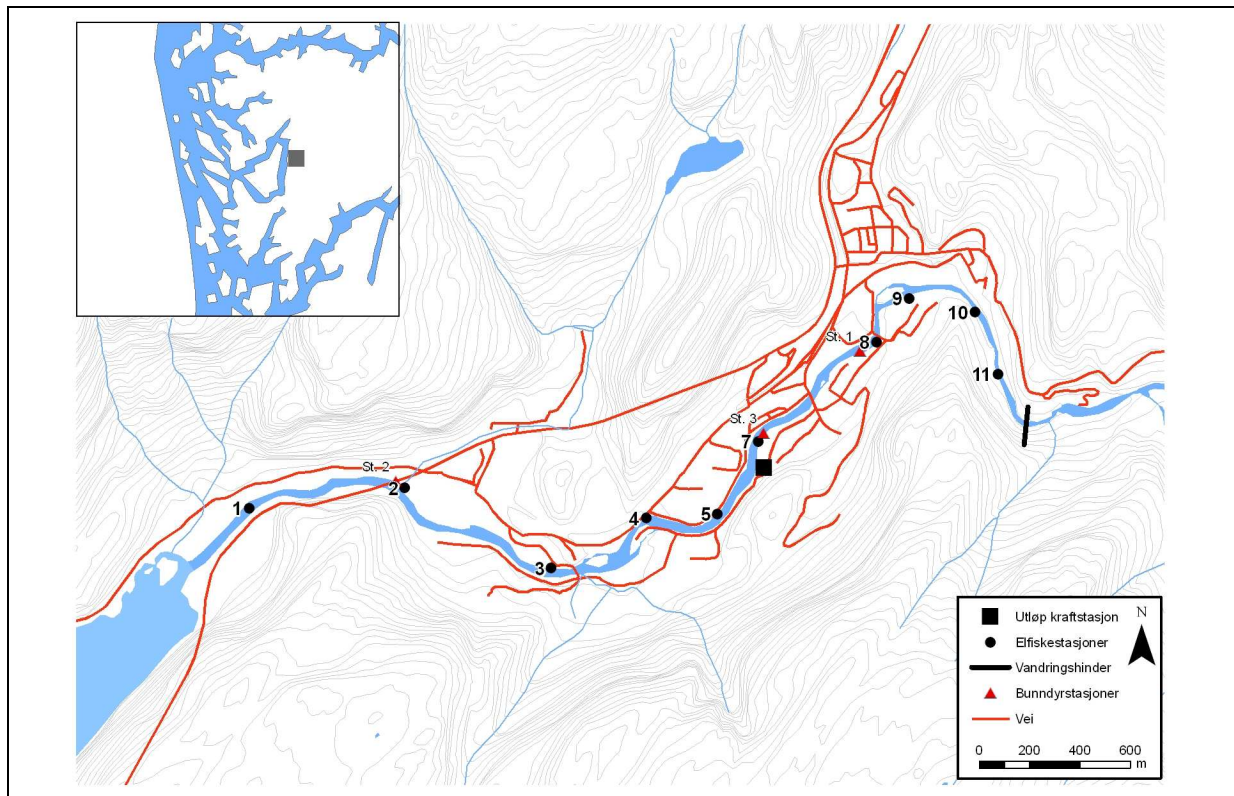 9
10
St. 1
8
11
St. 3
7
St. 2
2
1
4
5
3
Utløp kraftstasjon
N
Elfiskestasjoner
Vandringshinder
Bunndyrstasjoner
Vei
0 200 400 600
m